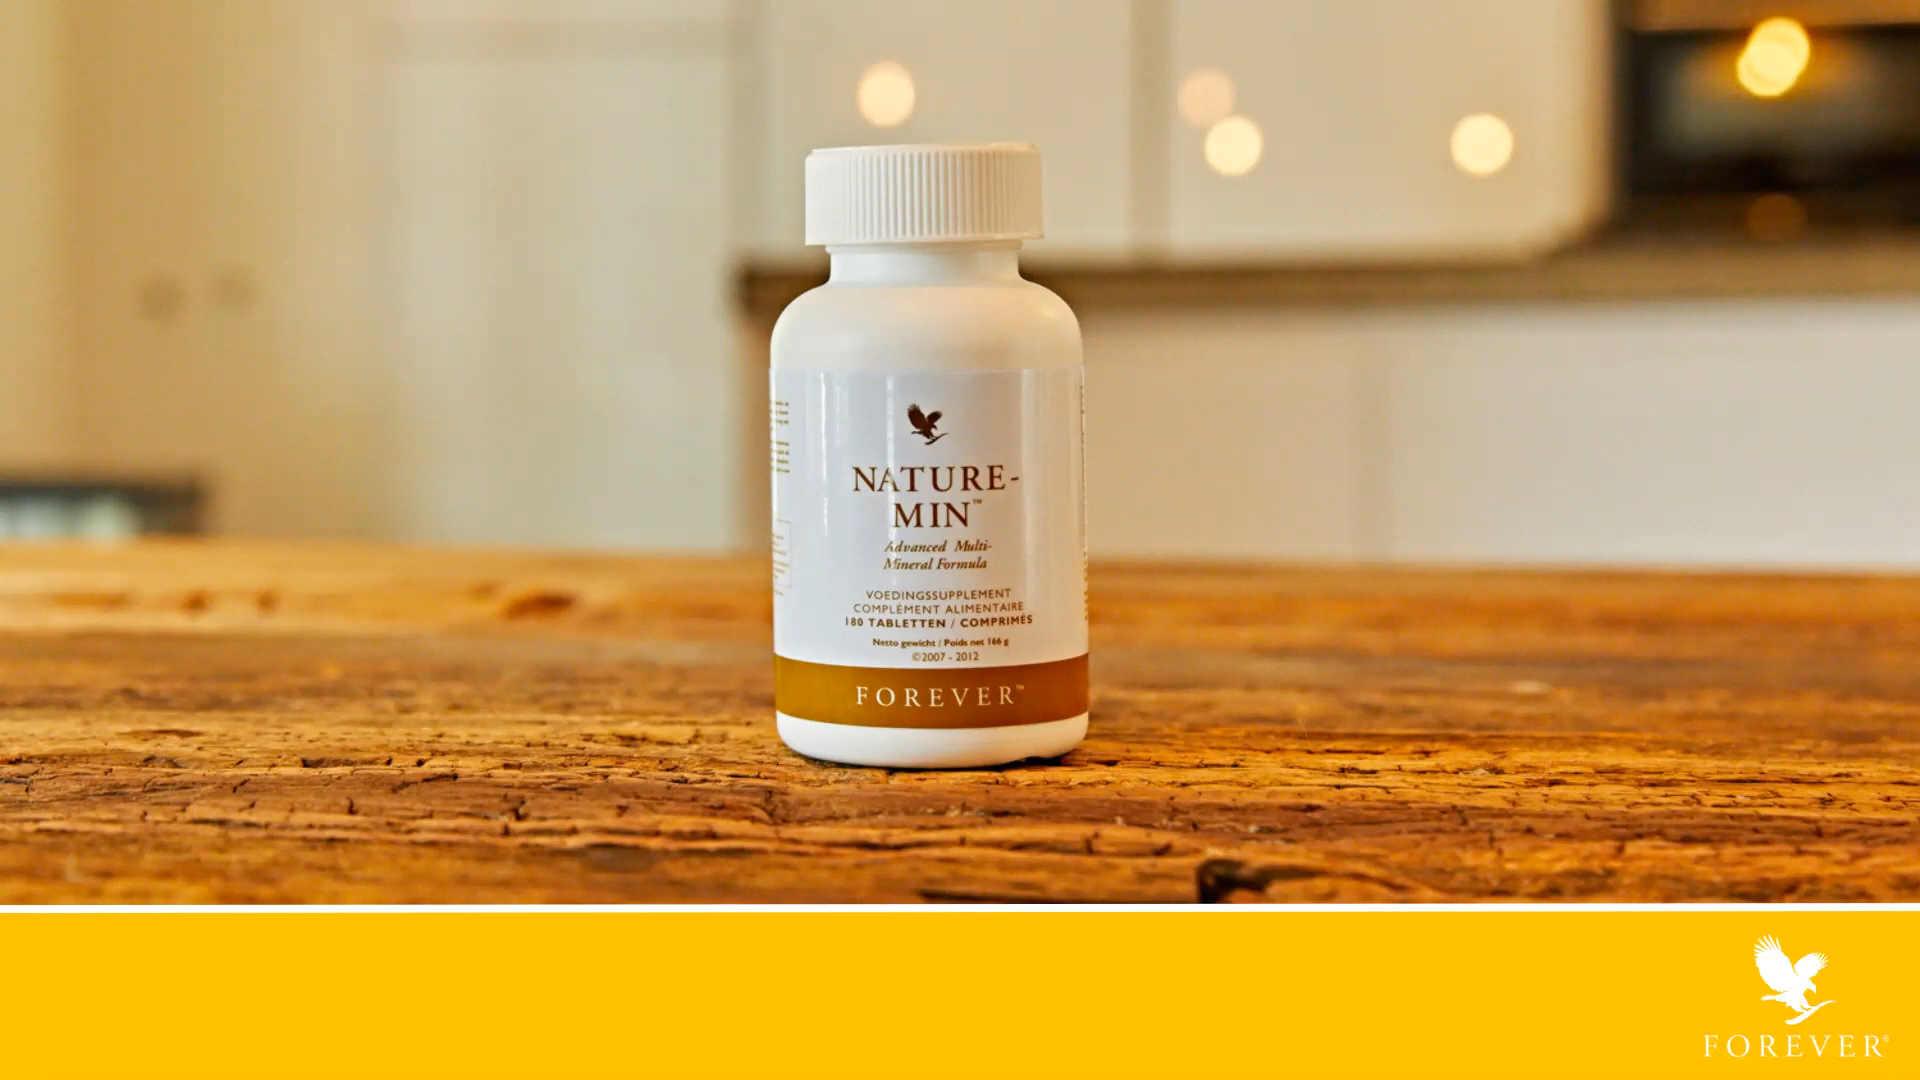 NATURE-
MIN™
Advanced Multi-
Mineral Formula
VOEDINGSSUPPLEMENT
COMPLÉMENT ALIMENTAIRE
180 TABLETTEN / COMPRIMÉS
Netto gewicht / Poids net 166 g
©2007 - 2012
FOREVER™
FOREVER®